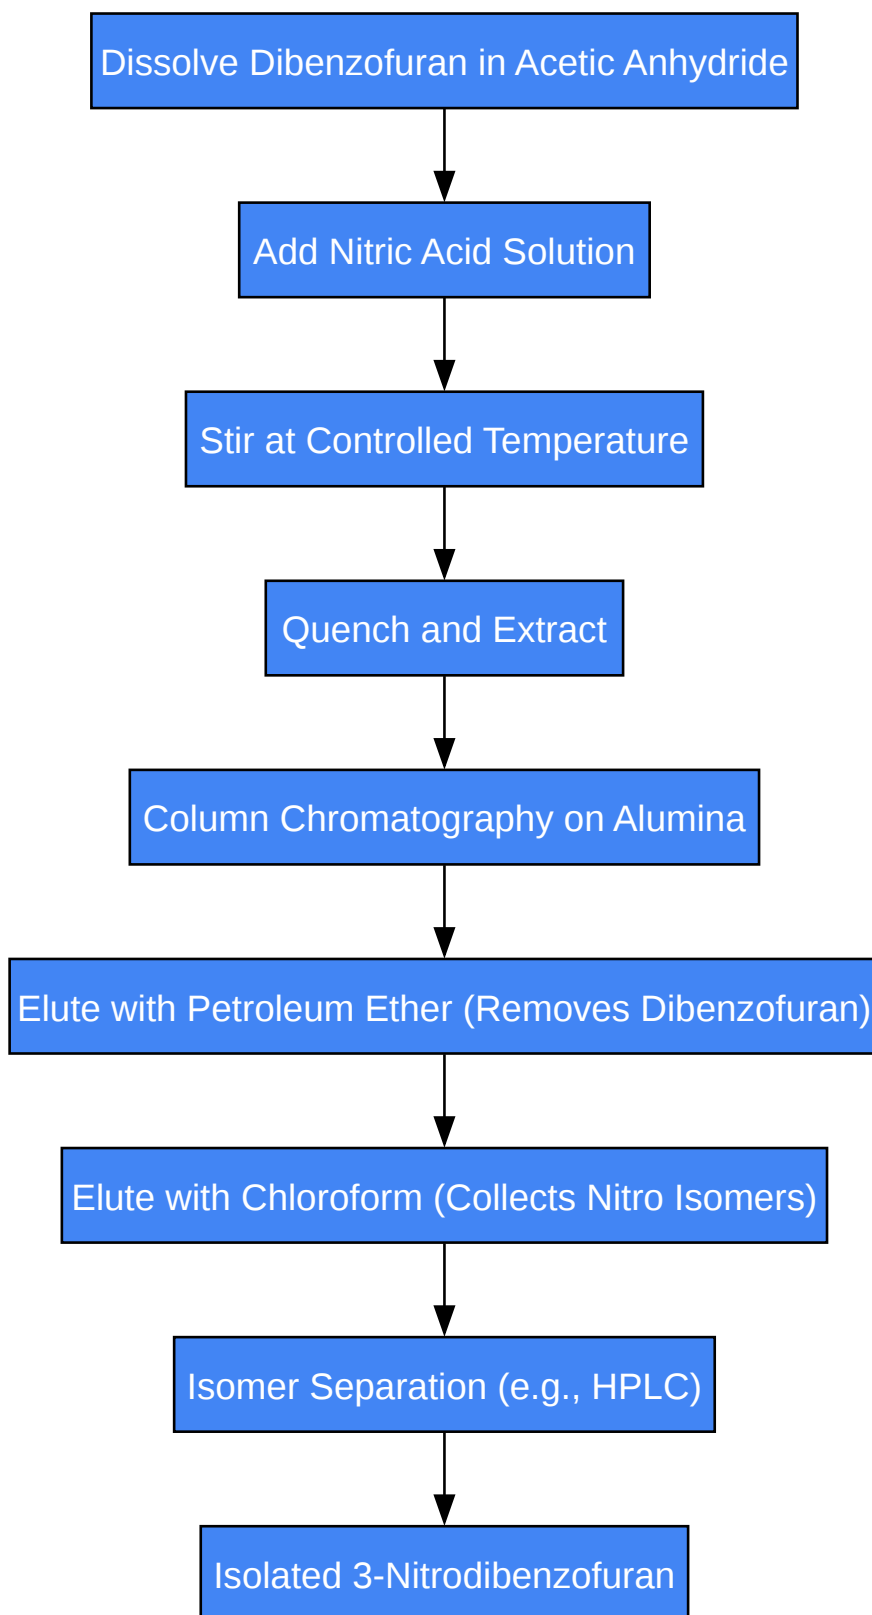 Dissolve Dibenzofuran in Acetic Anhydride
Add Nitric Acid Solution
Stir at Controlled Temperature
Quench and Extract
Column Chromatography on Alumina
Elute with Petroleum Ether (Removes Dibenzofuran)
Elute with Chloroform (Collects Nitro Isomers)
Isomer Separation (e.g., HPLC)
Isolated 3-Nitrodibenzofuran